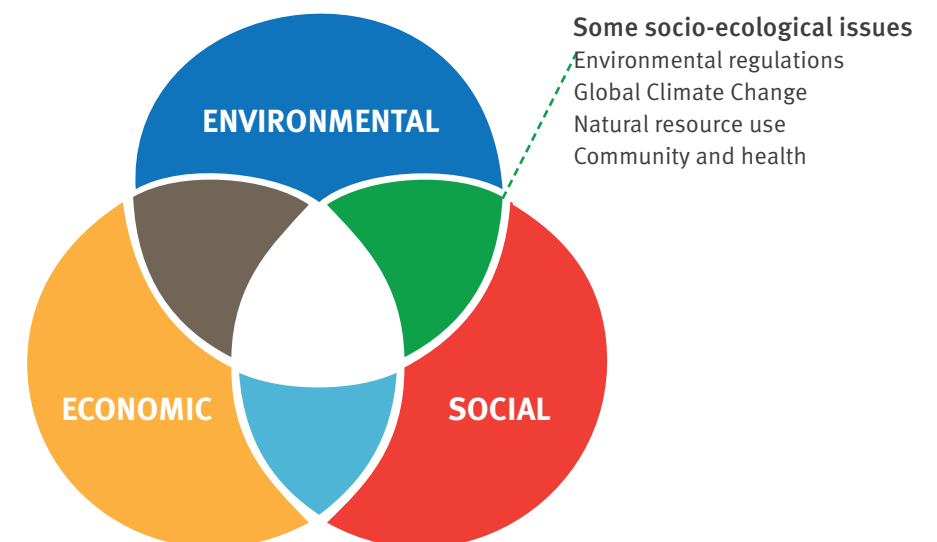 Some socio-ecological issues
Environmental regulations
Global Climate Change
Natural resource use
Community and health
ENVIRONMENTAL
ECONOMIC
SOCIAL